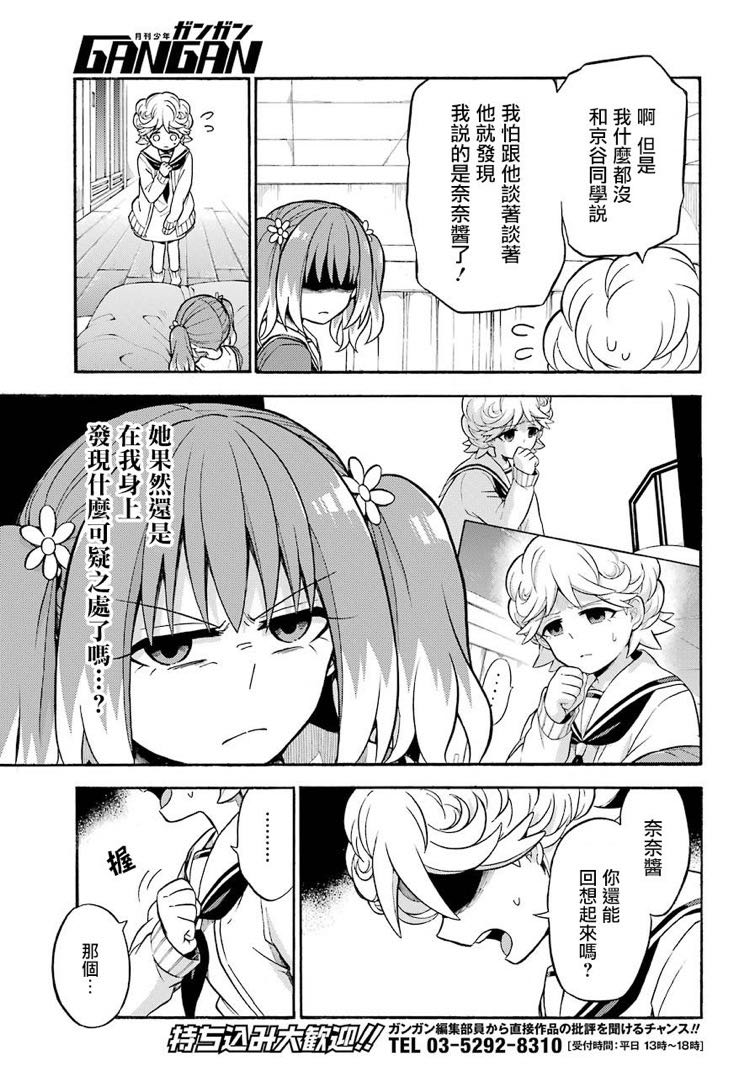 月刊少年
ガンガン
GANGAN
啊 但是
我什麼都沒
和京谷同學説
我怕跟他談著談著
他就發現
我説的是奈奈醬了！
她果然還是
在我身上
發現什麼可疑之處了嗎…？
……
奈奈醬
你還能
回想起來嗎？
………
握
那個…
持ち込み大歓迎!!
ガンガン編集部員から直接作品の批評を聞けるチャンス!!
TEL 03-5292-8310 [受付時間：平日 13時～18時]